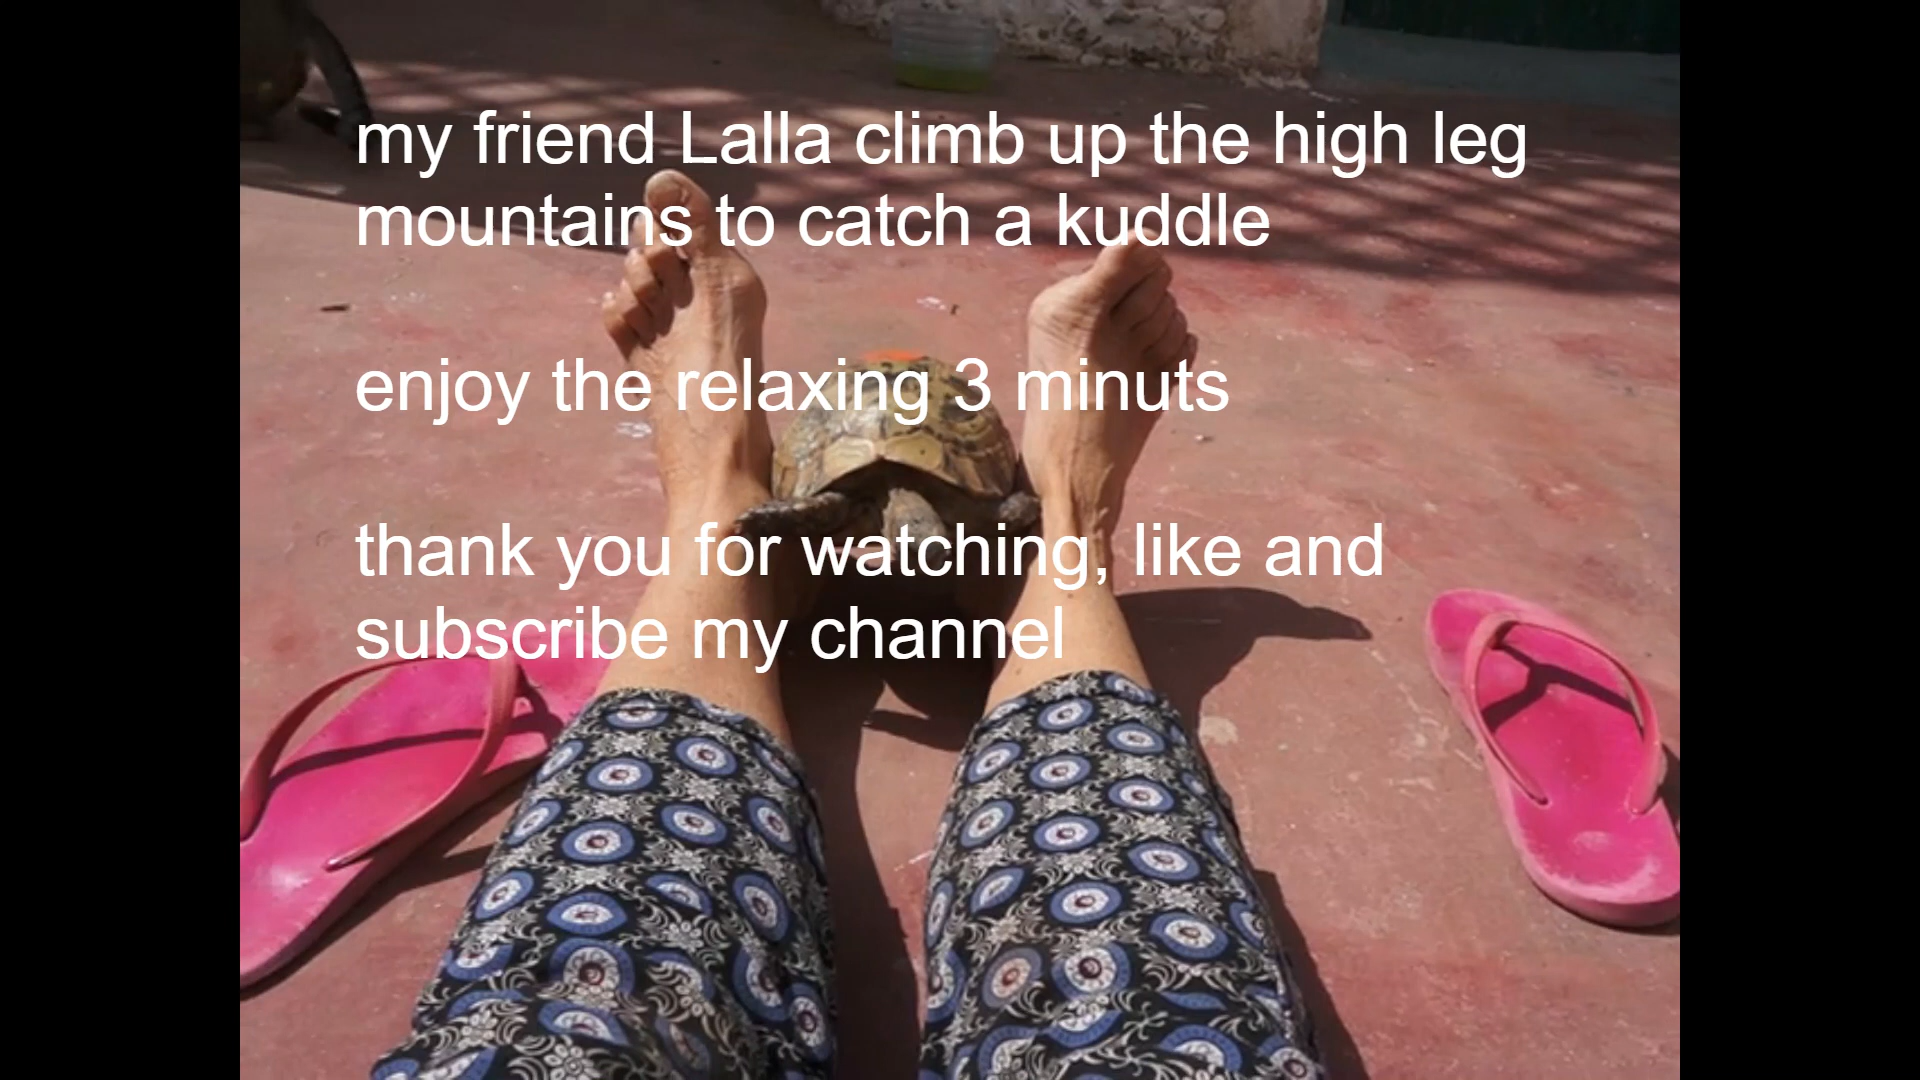 my friend Lalla climb up the high leg
mountains to catch a kuddle
enjoy the relaxing 3 minuts
thank you for watching, like and
subscribe my channel